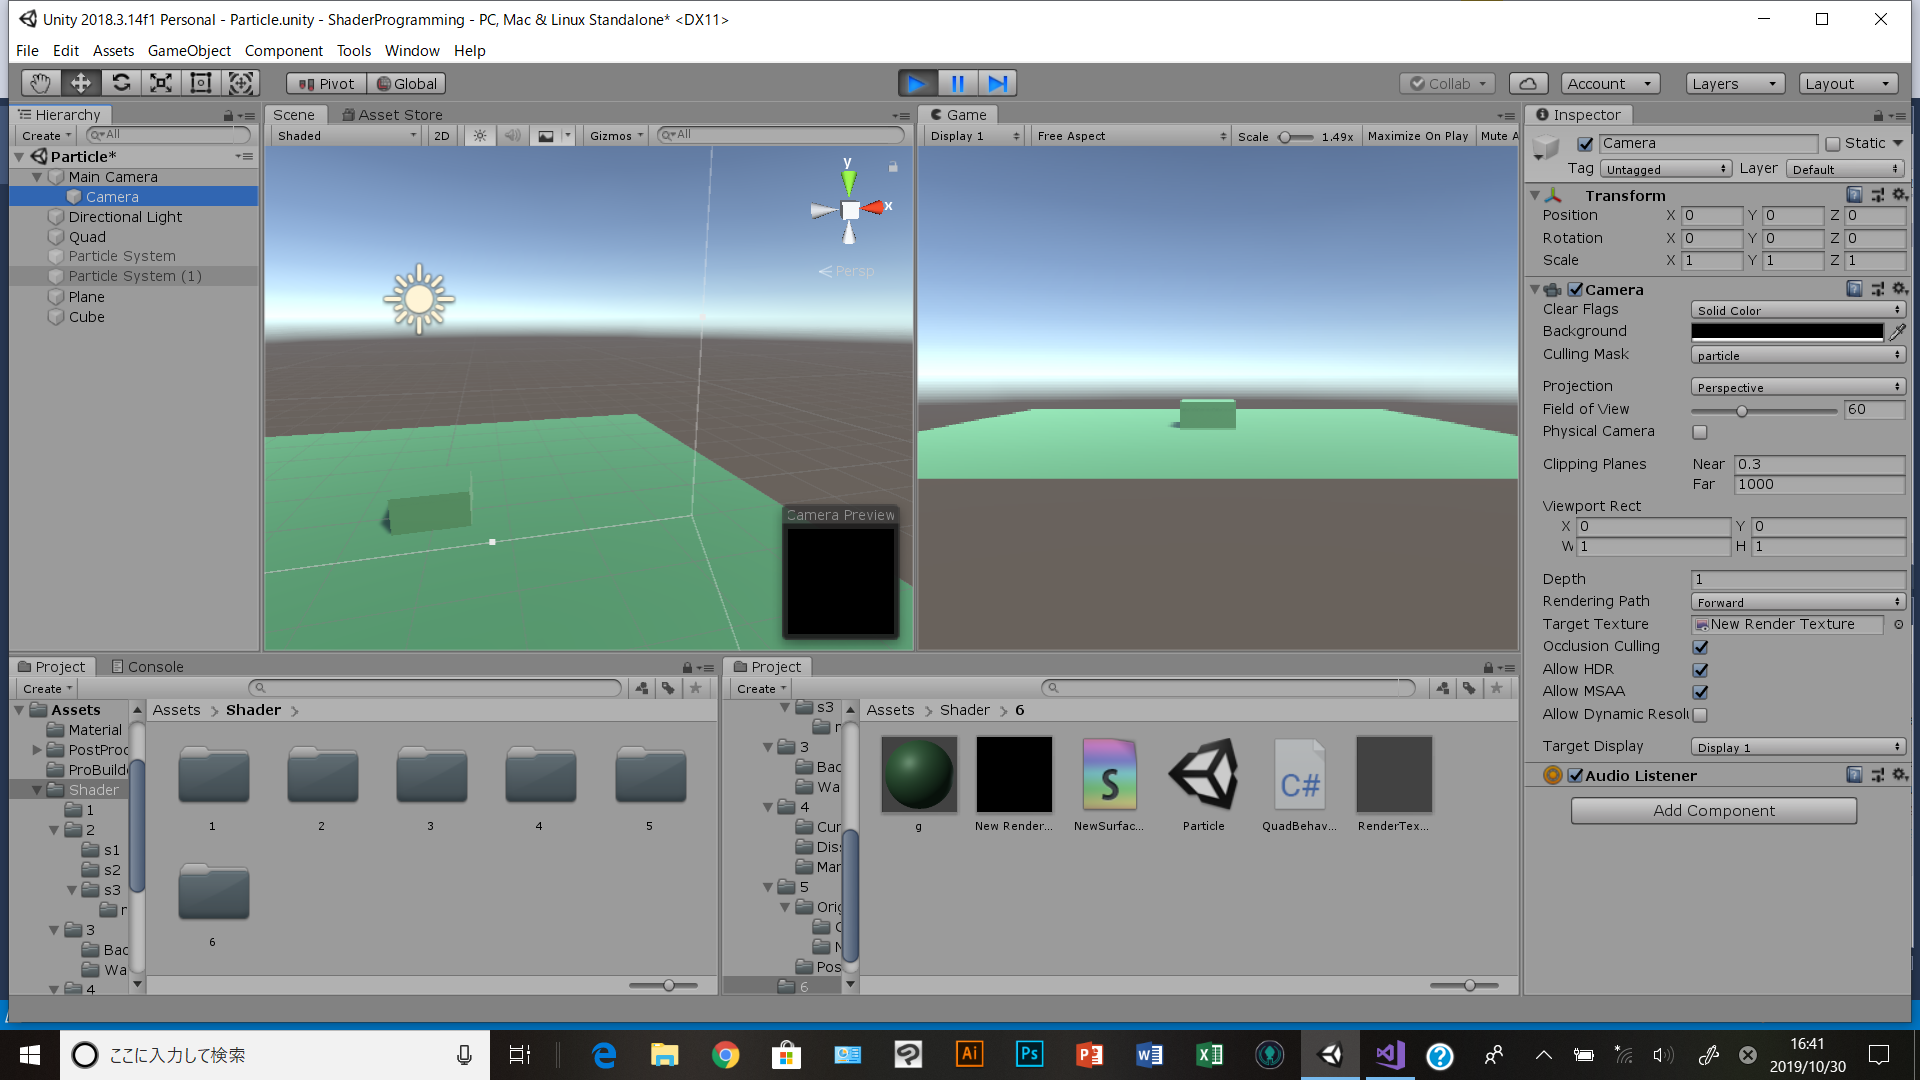 Unity 2018.3.14f1 Personal - Particle.unity - ShaderProgramming - PC, Mac & Linux Standalone* <DX11>
File Edit Assets GameObject Component Tools Window Help
Pivot Global Collab Account Layers Layout
Hierarchy
Create All
Particle*
Main Camera
Camera
Directional Light
Quad
Particle System
Particle System (1)
Plane
Cube
Scene Asset Store
Shaded 2D Gizmos All
y
x
Persp
Camera Preview
Game
Display 1 Free Aspect Scale 1.49x Maximize On Play Mute A
Inspector
Camera Static
Tag Untagged Layer Default
Transform
Position X 0 Y 0 Z 0
Rotation X 0 Y 0 Z 0
Scale X 1 Y 1 Z 1
Camera
Clear Flags Solid Color
Background
Culling Mask particle
Projection Perspective
Field of View 60
Physical Camera
Clipping Planes Near 0.3
Far 1000
Viewport Rect
X 0 Y 0
W 1 H 1
Depth 1
Rendering Path Forward
Target Texture New Render Texture
Occlusion Culling
Allow HDR
Allow MSAA
Allow Dynamic Resolu
Target Display Display 1
Audio Listener
Add Component
Project Console
Create
Assets
Material
PostProc
ProBuild
Shader
1
2
s1
s2
s3
r
3
Bac
Wa
4
Assets > Shader >
1 2 3 4 5
6
Project
Create
s3
r
3
Bac
Wa
4
Cur
Diss
Mar
5
Orig
Pos
6
Assets > Shader > 6
g New Render... NewSurfac... Particle QuadBehav... RenderTex...
S
C#
ここに入力して検索
Ai Ps
16:41
2019/10/30